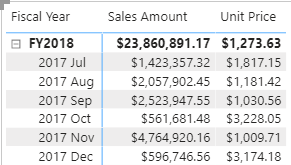 Fiscal Year Sales Amount Unit Price
FY2018 $23,860,891.17 $1,273.63
2017 Jul $1,423,357.32 $1,817.15
2017 Aug $2,057,902.45 $1,181.42
2017 Sep $2,523,947.55 $1,030.56
2017 Oct $561,681.48 $3,228.05
2017 Nov $4,764,920.16 $1,009.71
2017 Dec $596,746.56 $3,174.18